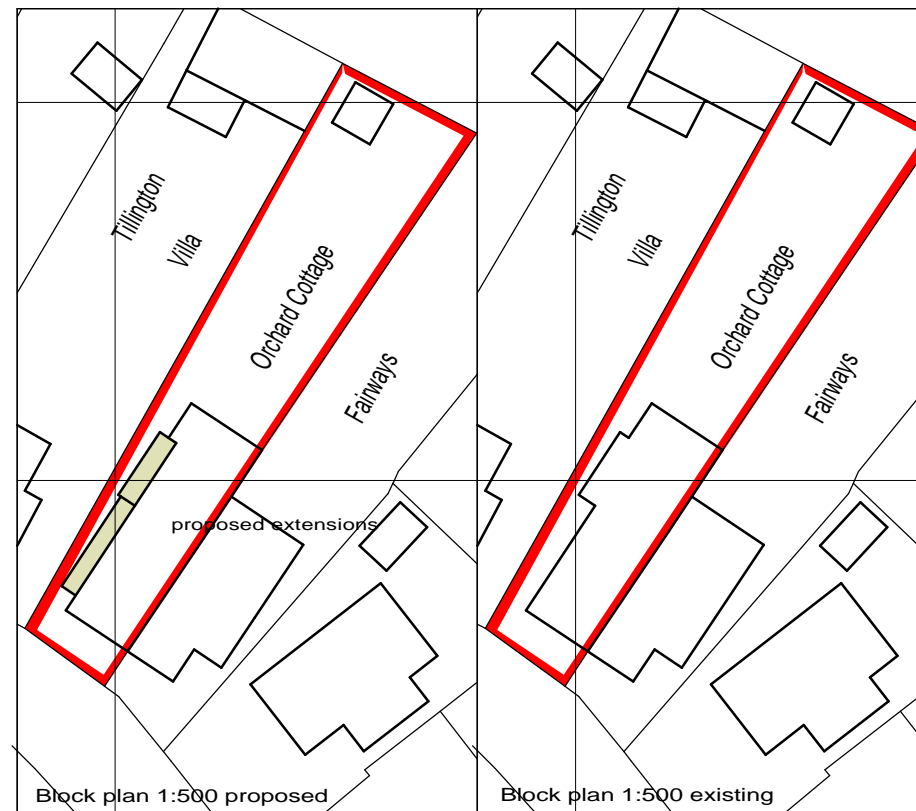 Tillington
Villa
Orchard Cottage
Fairways
proposed extensions
Block plan 1:500 proposed
Tillington
Villa
Orchard Cottage
Fairways
Block plan 1:500 existing